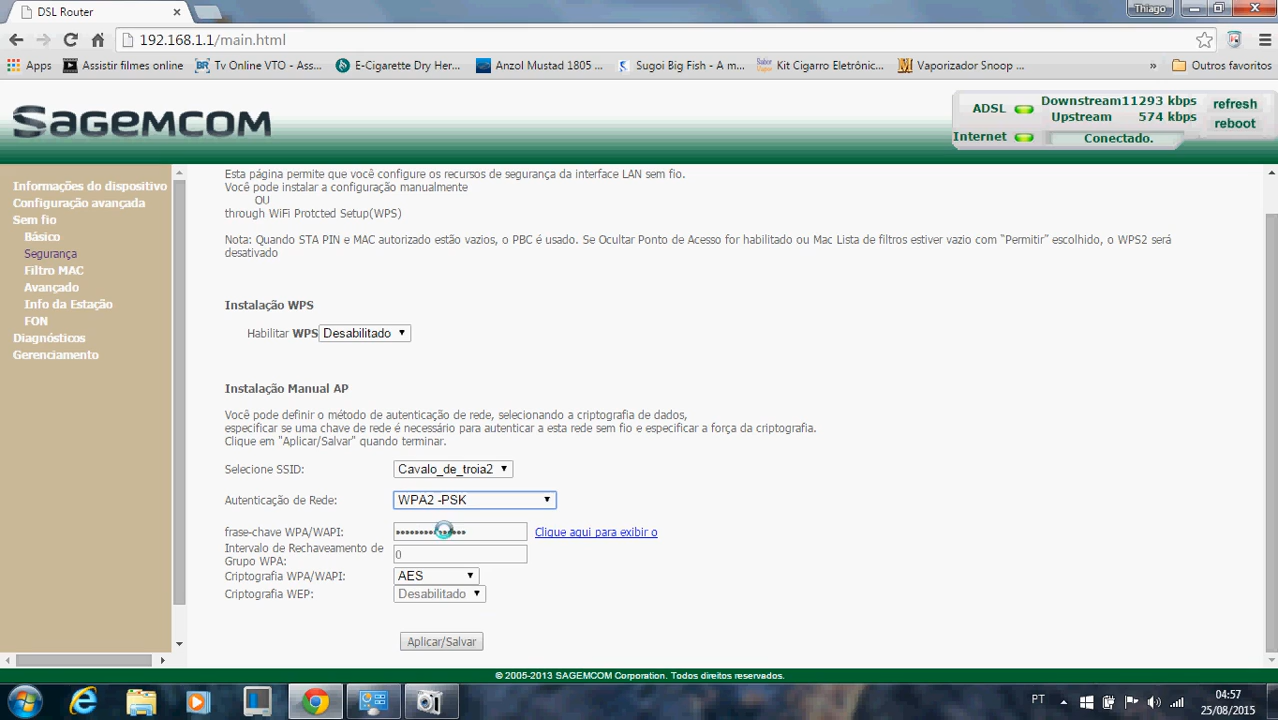 DSL Router
Thiago
192.168.1.1/main.html
Apps
Assistir filmes online
Tv Online VTO - Ass...
E-Cigarette Dry Her...
Anzol Mustad 1805 ...
Sugoi Big Fish - A m...
Kit Cigarro Eletrônic...
Vaporizador Snoop ...
»
Outros favoritos
SAGEMCOM
ADSL
Downstream 11293 kbps
Upstream 574 kbps
Internet
Conectado.
refresh
reboot
Informações do dispositivo
Configuração avançada
Sem fio
Básico
Segurança
Filtro MAC
Avançado
Info da Estação
FON
Diagnósticos
Gerenciamento
Esta página permite que você configure os recursos de segurança da interface LAN sem fio.
Você pode instalar a configuração manualmente
OU
through WiFi Protcted Setup(WPS)
Nota: Quando STA PIN e MAC autorizado estão vazios, o PBC é usado. Se Ocultar Ponto de Acesso for habilitado ou Mac Lista de filtros estiver vazio com "Permitir" escolhido, o WPS2 será
desativado
Instalação WPS
Habilitar WPS Desabilitado
Instalação Manual AP
Você pode definir o método de autenticação de rede, selecionando a criptografia de dados,
especificar se uma chave de rede é necessário para autenticar a esta rede sem fio e especificar a força da criptografia.
Clique em "Aplicar/Salvar" quando terminar.
Selecione SSID: Cavalo_de_troia2
Autenticação de Rede: WPA2 -PSK
frase-chave WPA/WAPI: Clique aqui para exibir o
Intervalo de Rechaveamento de
Grupo WPA: 0
Criptografia WPA/WAPI: AES
Criptografia WEP: Desabilitado
Aplicar/Salvar
© 2005-2013 SAGEMCOM Corporation. Todos direitos reservados.
PT
04:57
25/08/2015